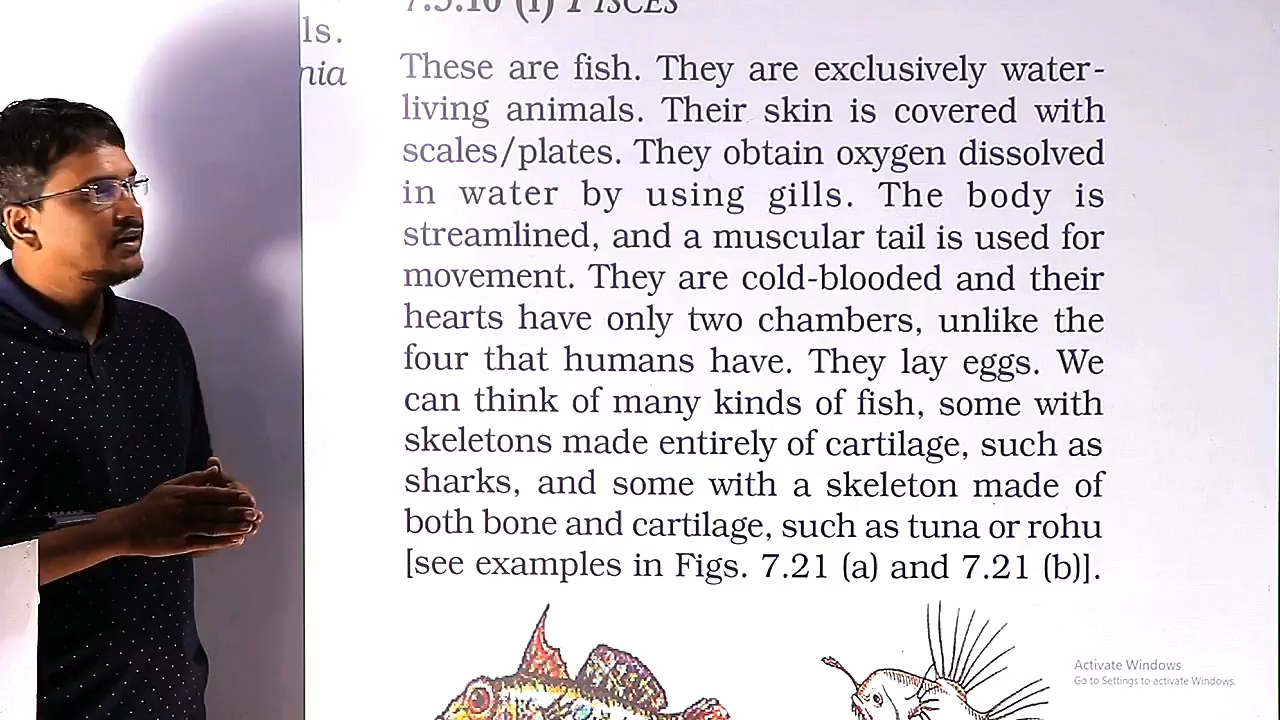 7.5.10 (i) PISCES
ls.
nia
These are fish. They are exclusively water-
living animals. Their skin is covered with
scales/plates. They obtain oxygen dissolved
in water by using gills. The body is
streamlined, and a muscular tail is used for
movement. They are cold-blooded and their
hearts have only two chambers, unlike the
four that humans have. They lay eggs. We
can think of many kinds of fish, some with
skeletons made entirely of cartilage, such as
sharks, and some with a skeleton made of
both bone and cartilage, such as tuna or rohu
[see examples in Figs. 7.21 (a) and 7.21 (b)].
Activate Windows
Go to Settings to activate Windows.